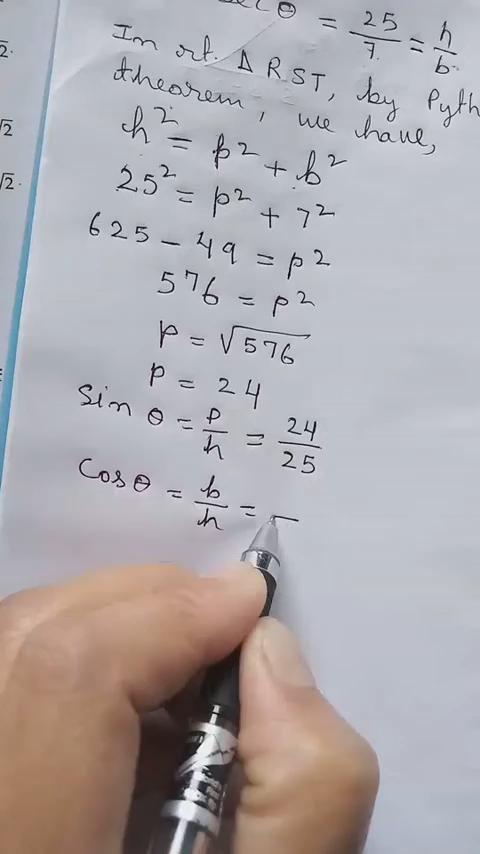 θ = 25/7 = h/b
In rt. Δ RST, by Pyth
theorem, we have,
h² = p² + b²
25² = p² + 7²
625 - 49 = p²
576 = p²
p = √576
p = 24
Sin θ = p/h = 24/25
Cos θ = b/h =